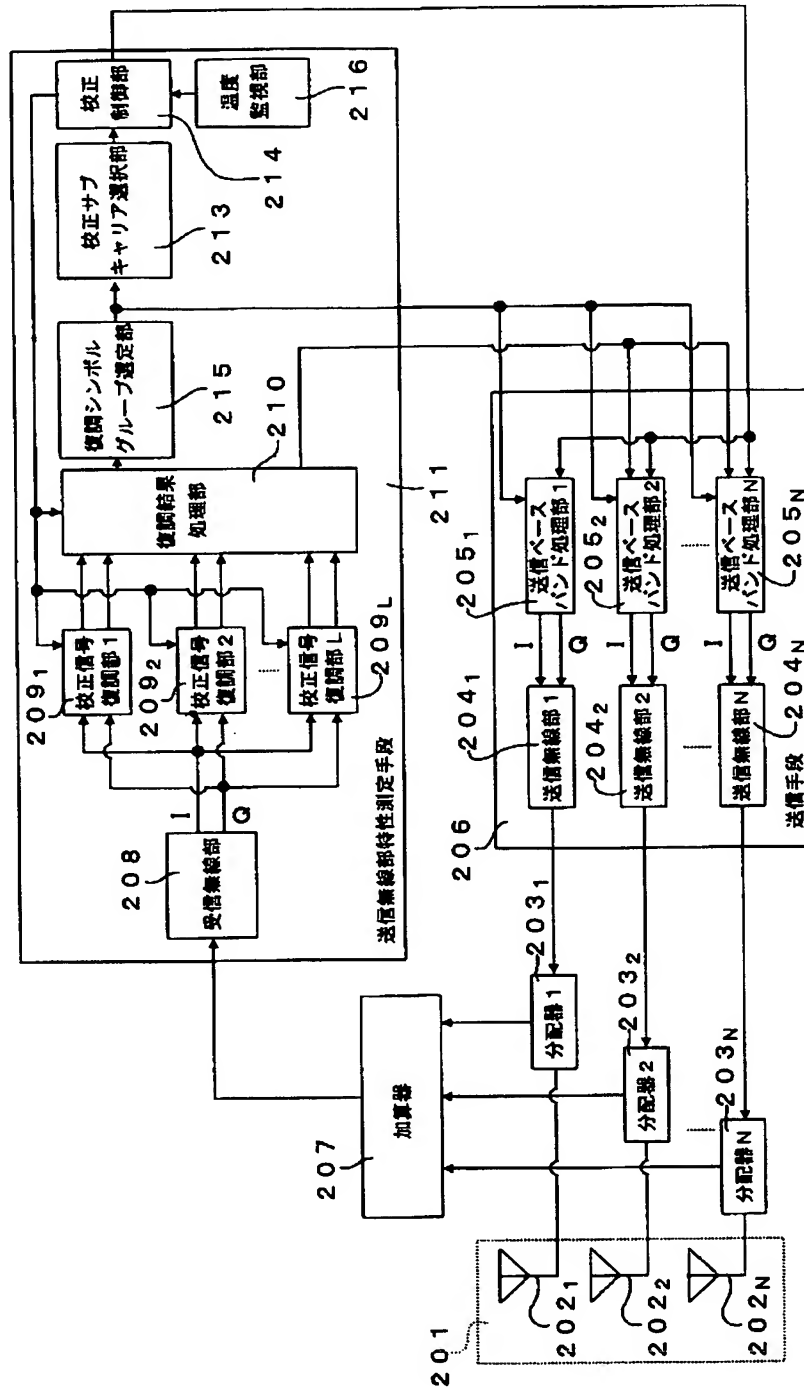 201
202₁
202₂
202N
207
加算器
分配器1
203₁
分配器2
203₂
分配器N
203N
208
受信無線部
I
Q
送信無線部特性測定手段
209₁
校正信号
復調部1
209₂
校正信号
復調部2
209L
校正信号
復調部L
復調結果
処理部
210
211
復調シンボル
グループ選定部
215
校正サブ
キャリア選択部
213
校正
制御部
214
温度
監視部
216
206
送信手段
204₁
送信無線部1
204₂
送信無線部2
204N
送信無線部N
I
Q
I
Q
I
Q
205₁
送信ベース
バンド処理部1
205₂
送信ベース
バンド処理部2
205N
送信ベース
バンド処理部N